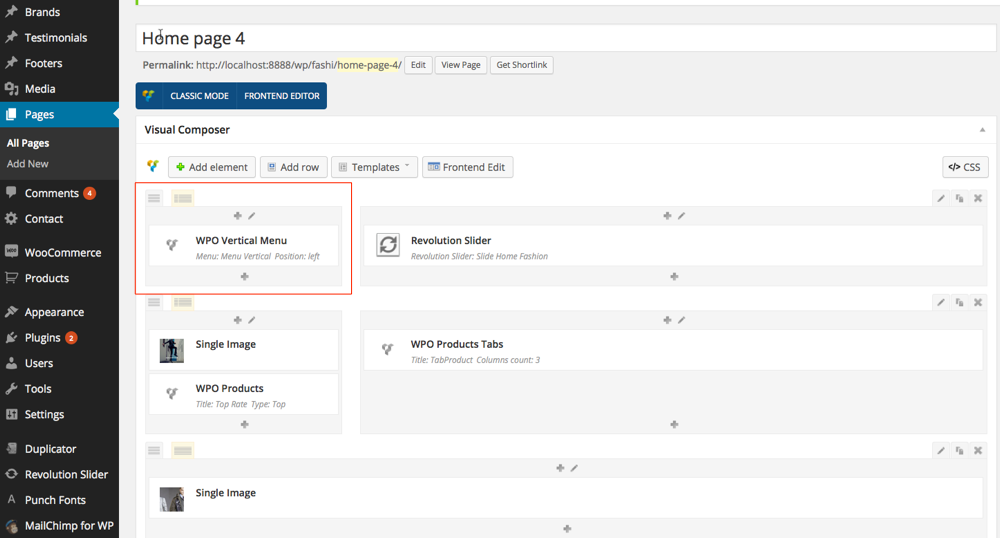 Brands
Testimonials
Footers
Media
Pages
All Pages
Add New
Comments 4
Contact
WooCommerce
Products
Appearance
Plugins 2
Users
Tools
Settings
Duplicator
Revolution Slider
Punch Fonts
MailChimp for WP
Home page 4
Permalink: http://localhost:8888/wp/fashi/home-page-4/ Edit View Page Get Shortlink
CLASSIC MODE FRONTEND EDITOR
Visual Composer
Add element Add row Templates Frontend Edit </> CSS
WPO Vertical Menu
Menu: Menu Vertical Position: left
Revolution Slider
Revolution Slider: Slide Home Fashion
Single Image
WPO Products
Title: Top Rate Type: Top
WPO Products Tabs
Title: TabProduct Columns count: 3
Single Image